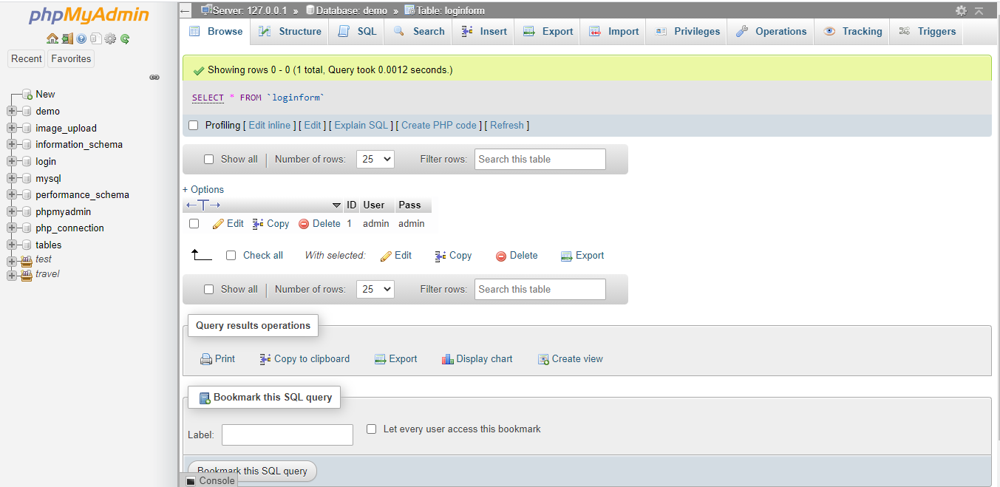 phpMyAdmin
Recent Favorites
New
demo
image_upload
information_schema
login
mysql
performance_schema
phpmyadmin
php_connection
tables
test
travel
Server: 127.0.0.1 » Database: demo » Table: loginform
Browse Structure SQL Search Insert Export Import Privileges Operations Tracking Triggers
Showing rows 0 - 0 (1 total, Query took 0.0012 seconds.)
SELECT * FROM `loginform`
Profiling [ Edit inline ] [ Edit ] [ Explain SQL ] [ Create PHP code ] [ Refresh ]
Show all | Number of rows: 25 Filter rows: Search this table
+ Options
←T→ ID User Pass
Edit Copy Delete 1 admin admin
Check all With selected: Edit Copy Delete Export
Show all | Number of rows: 25 Filter rows: Search this table
Query results operations
Print Copy to clipboard Export Display chart Create view
Bookmark this SQL query
Label: Let every user access this bookmark
Bookmark this SQL query
Console